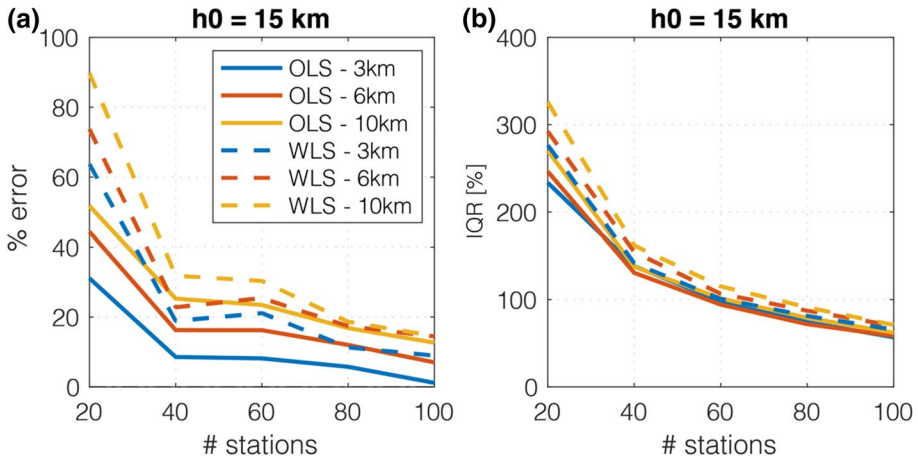 (a)
h0 = 15 km
100
80
60
40
20
0
% error
20 40 60 80 100
# stations
OLS - 3km
OLS - 6km
OLS - 10km
WLS - 3km
WLS - 6km
WLS - 10km
(b)
h0 = 15 km
400
300
200
100
0
IQR [%]
20 40 60 80 100
# stations